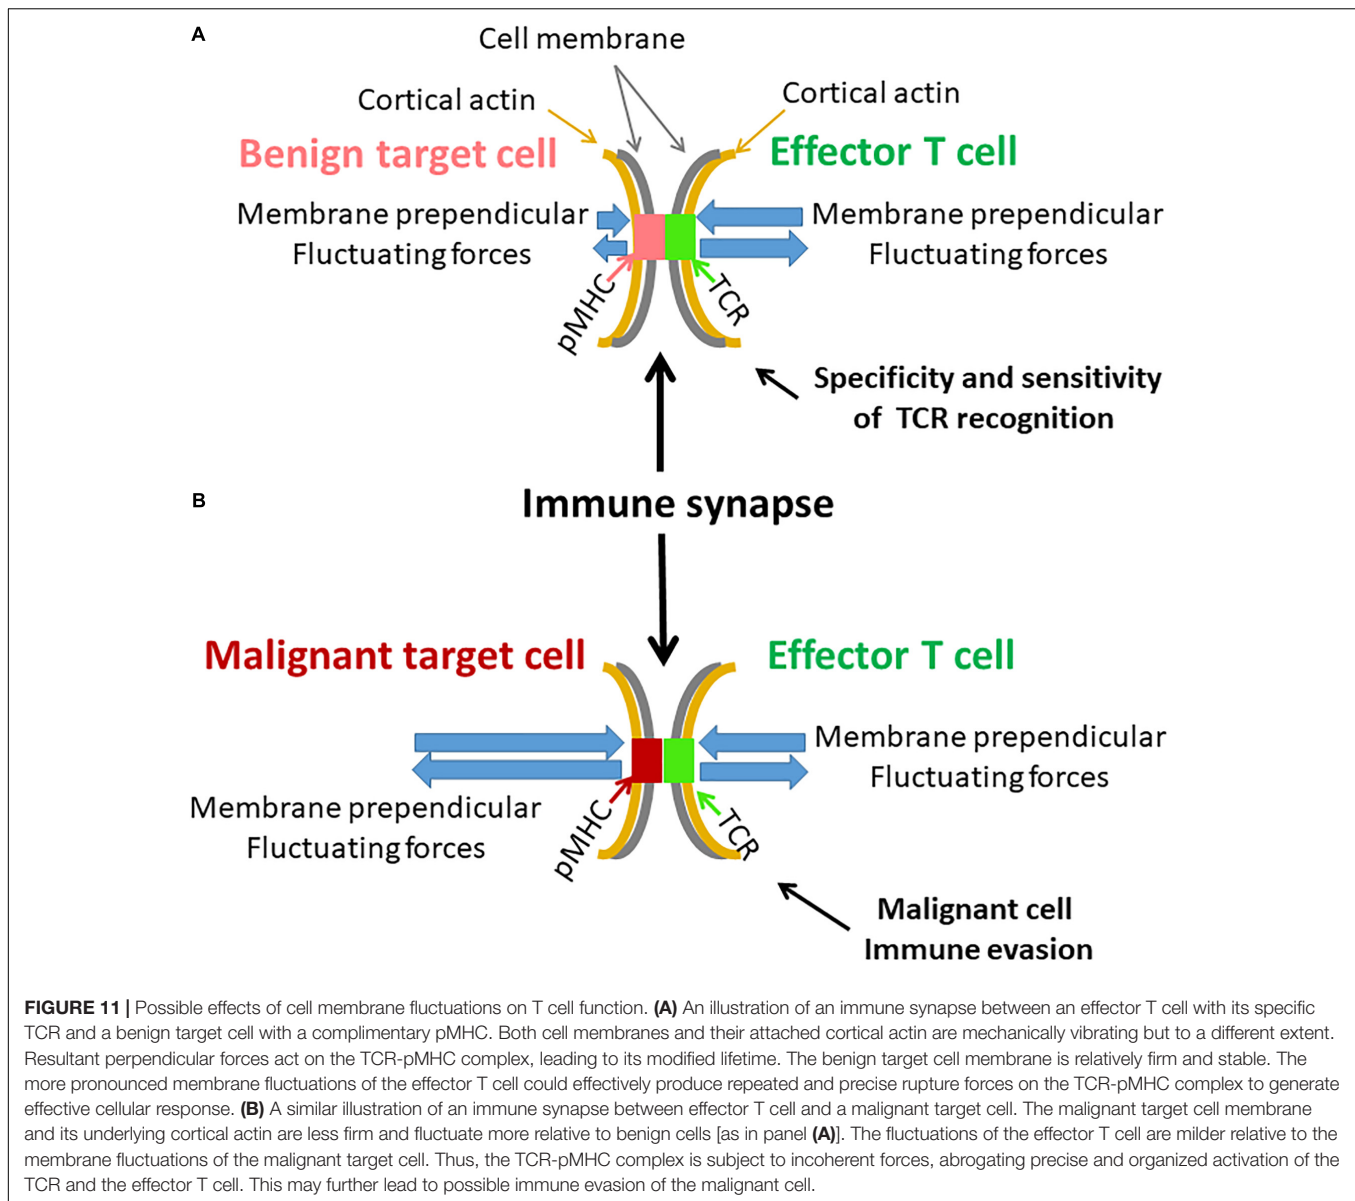 A
Cell membrane
Cortical actin
Cortical actin
Benign target cell
Effector T cell
Membrane prependicular
Fluctuating forces
Membrane prependicular
Fluctuating forces
pMHC
TCR
Specificity and sensitivity
of TCR recognition
B
Immune synapse
Malignant target cell
Effector T cell
Membrane prependicular
Fluctuating forces
Membrane prependicular
Fluctuating forces
pMHC
TCR
Malignant cell
Immune evasion
FIGURE 11 | Possible effects of cell membrane fluctuations on T cell function. (A) An illustration of an immune synapse between an effector T cell with its specific
TCR and a benign target cell with a complimentary pMHC. Both cell membranes and their attached cortical actin are mechanically vibrating but to a different extent.
Resultant perpendicular forces act on the TCR-pMHC complex, leading to its modified lifetime. The benign target cell membrane is relatively firm and stable. The
more pronounced membrane fluctuations of the effector T cell could effectively produce repeated and precise rupture forces on the TCR-pMHC complex to generate
effective cellular response. (B) A similar illustration of an immune synapse between effector T cell and a malignant target cell. The malignant target cell membrane
and its underlying cortical actin are less firm and fluctuate more relative to benign cells [as in panel (A)]. The fluctuations of the effector T cell are milder relative to the
membrane fluctuations of the malignant target cell. Thus, the TCR-pMHC complex is subject to incoherent forces, abrogating precise and organized activation of the
TCR and the effector T cell. This may further lead to possible immune evasion of the malignant cell.